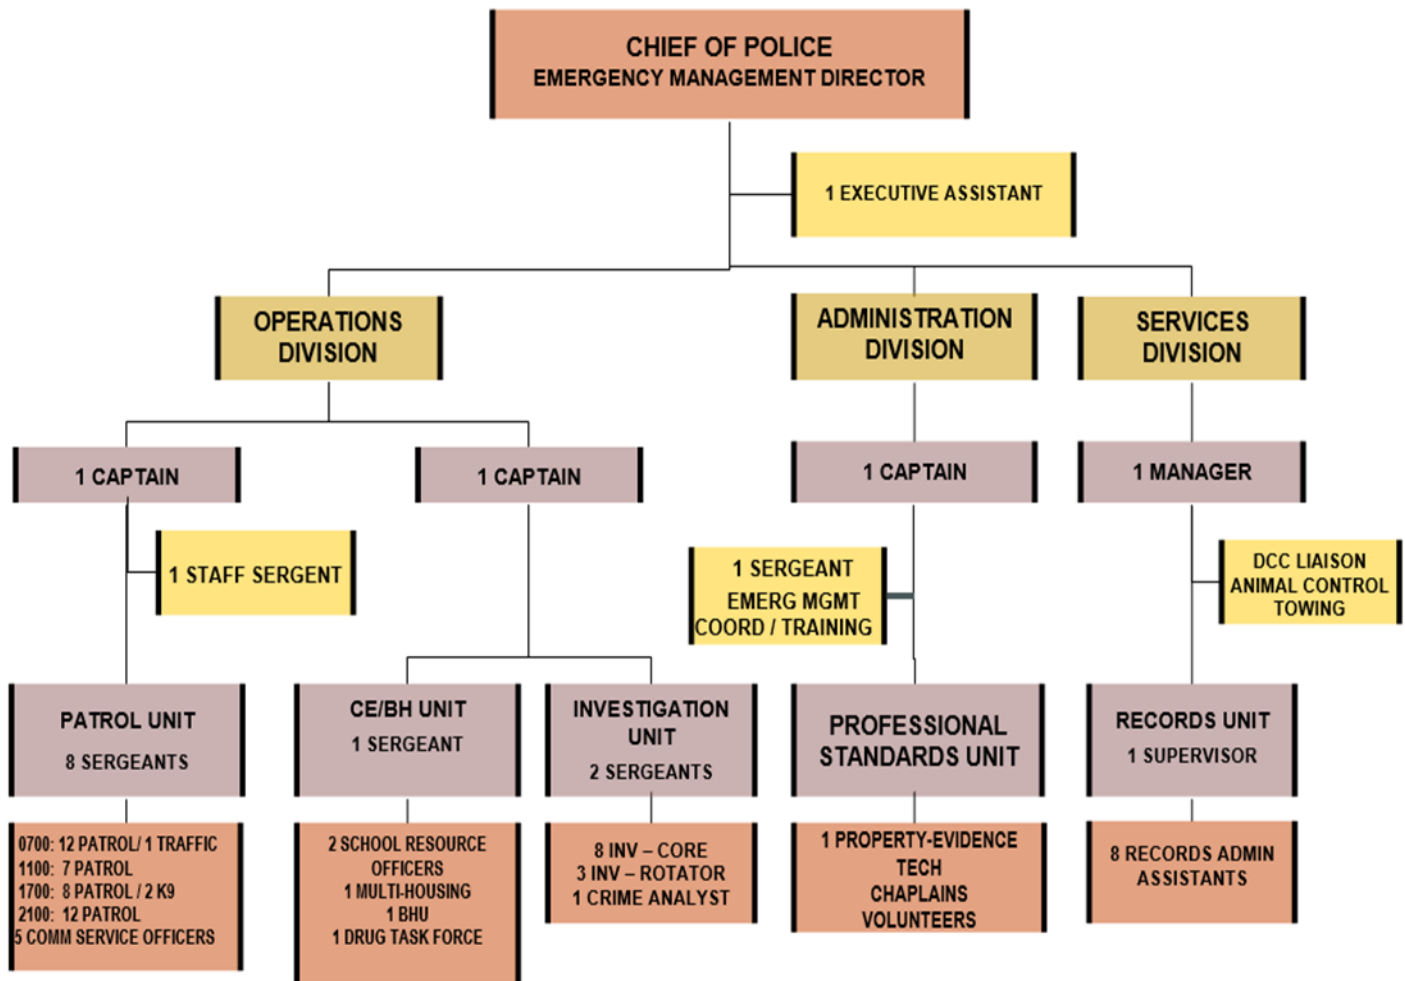 CHIEF OF POLICE
EMERGENCY MANAGEMENT DIRECTOR
1 EXECUTIVE ASSISTANT
OPERATIONS
DIVISION
ADMINISTRATION
DIVISION
SERVICES
DIVISION
1 CAPTAIN
1 CAPTAIN
1 CAPTAIN
1 MANAGER
1 STAFF SERGENT
1 SERGEANT
EMERG MGMT
COORD / TRAINING
DCC LIAISON
ANIMAL CONTROL
TOWING
PATROL UNIT
8 SERGEANTS
CE/BH UNIT
1 SERGEANT
INVESTIGATION
UNIT
2 SERGEANTS
PROFESSIONAL
STANDARDS UNIT
RECORDS UNIT
1 SUPERVISOR
0700: 12 PATROL/ 1 TRAFFIC
1100: 7 PATROL
1700: 8 PATROL / 2 K9
2100: 12 PATROL
5 COMM SERVICE OFFICERS
2 SCHOOL RESOURCE
OFFICERS
1 MULTI-HOUSING
1 BHU
1 DRUG TASK FORCE
8 INV – CORE
3 INV – ROTATOR
1 CRIME ANALYST
1 PROPERTY-EVIDENCE
TECH
CHAPLAINS
VOLUNTEERS
8 RECORDS ADMIN
ASSISTANTS